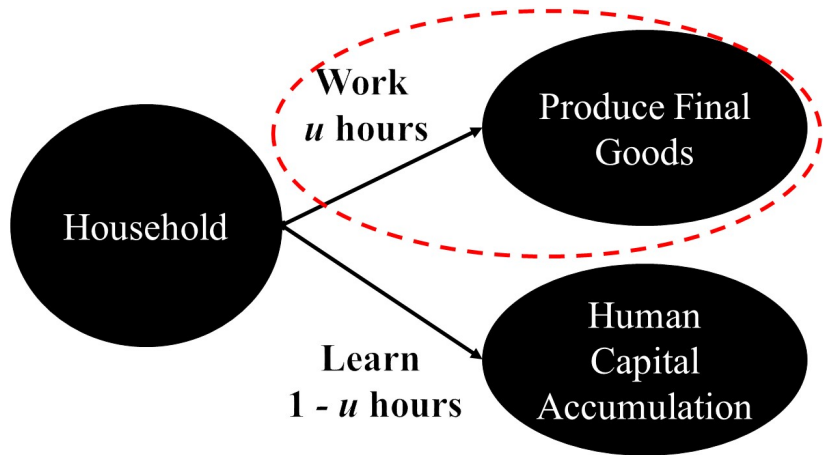 Work
u hours
Produce Final
Goods
Household
Learn
1 - u hours
Human
Capital
Accumulation